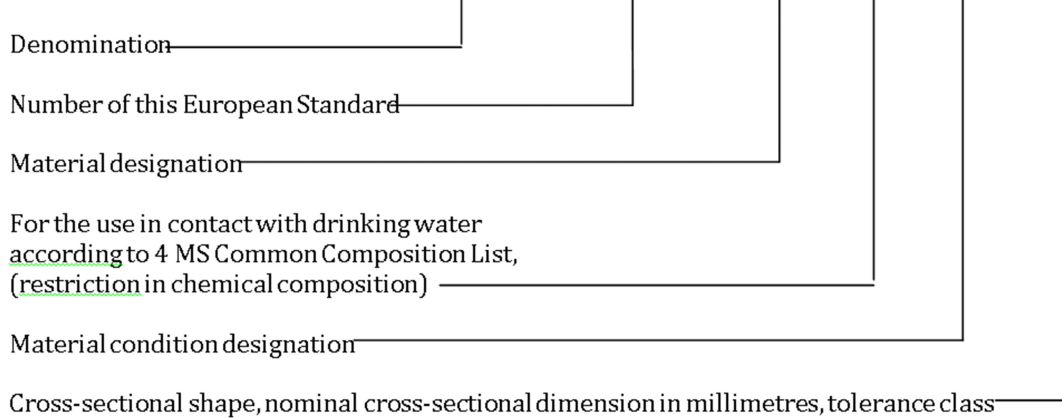 Denomination
Number of this European Standard
Material designation
For the use in contact with drinking water
according to 4 MS Common Composition List,
(restriction in chemical composition)
Material condition designation
Cross-sectional shape, nominal cross-sectional dimension in millimetres, tolerance class